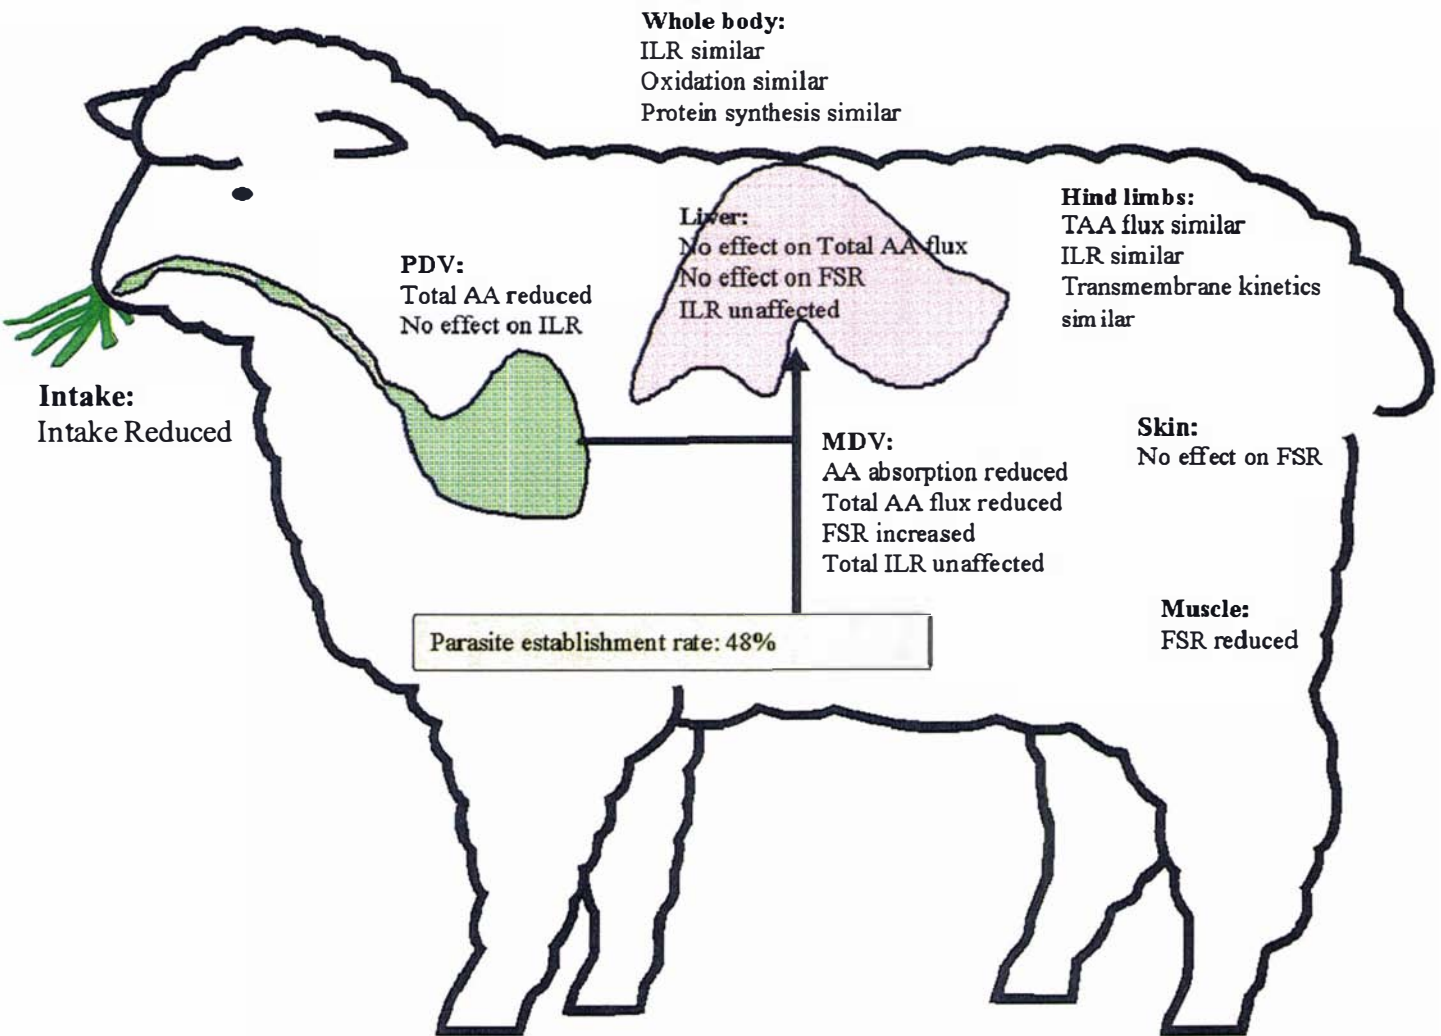 Whole body:
ILR similar
Oxidation similar
Protein synthesis similar
Liver:
No effect on Total AA flux
No effect on FSR
ILR unaffected
Hind limbs:
TAA flux similar
ILR similar
Transmembrane kinetics
similar
PDV:
Total AA reduced
No effect on ILR
Intake:
Intake Reduced
MDV:
AA absorption reduced
Total AA flux reduced
FSR increased
Total ILR unaffected
Skin:
No effect on FSR
Muscle:
FSR reduced
Parasite establishment rate: 48%